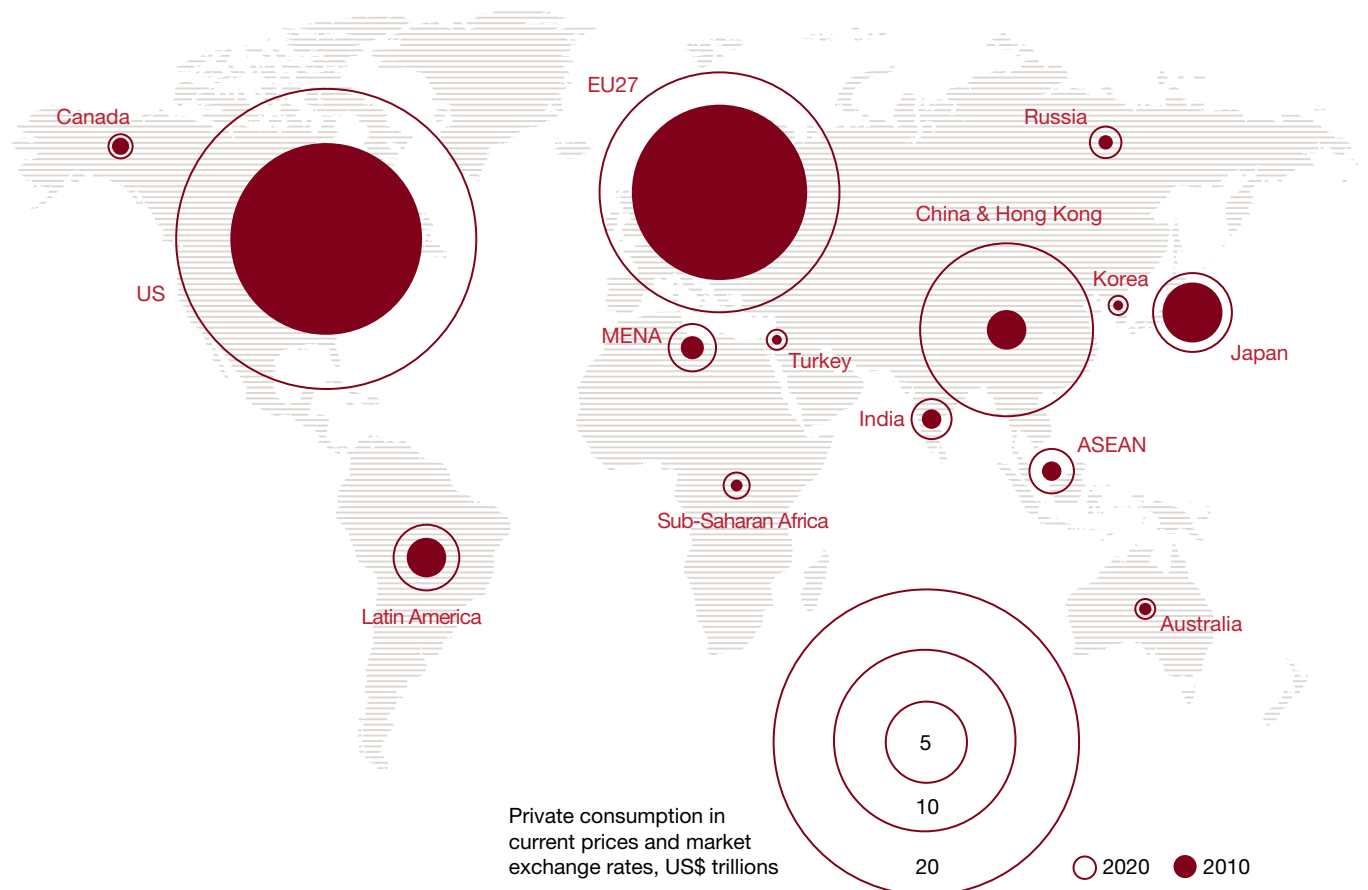 EU27
Canada
Russia
China & Hong Kong
Korea
US
MENA
Turkey
Japan
India
ASEAN
Sub-Saharan Africa
Latin America
Australia
5
10
20
Private consumption in
current prices and market
exchange rates, US$ trillions
2020
2010